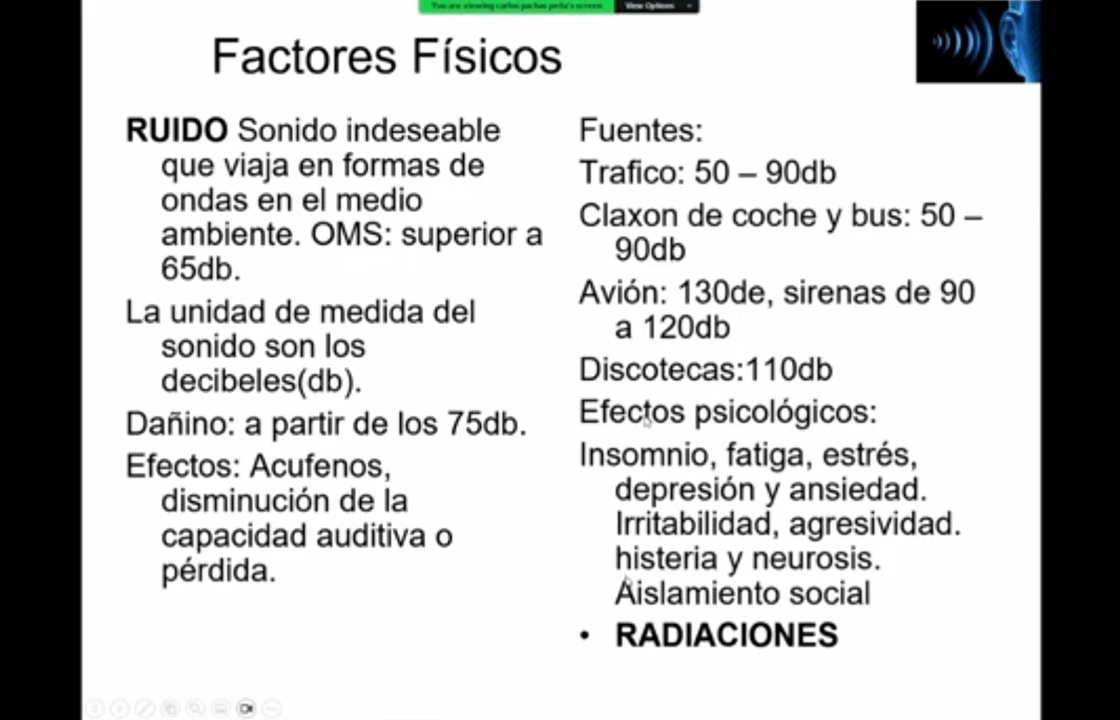 You are viewing carlos pachas peña's screen
View Options
Factores Físicos
RUIDO Sonido indeseable
que viaja en formas de
ondas en el medio
ambiente. OMS: superior a
65db.
La unidad de medida del
sonido son los
decibeles(db).
Dañino: a partir de los 75db.
Efectos: Acufenos,
disminución de la
capacidad auditiva o
pérdida.
Fuentes:
Trafico: 50 – 90db
Claxon de coche y bus: 50 –
90db
Avión: 130de, sirenas de 90
a 120db
Discotecas:110db
Efectos psicológicos:
Insomnio, fatiga, estrés,
depresión y ansiedad.
Irritabilidad, agresividad.
histeria y neurosis.
Aislamiento social
• RADIACIONES